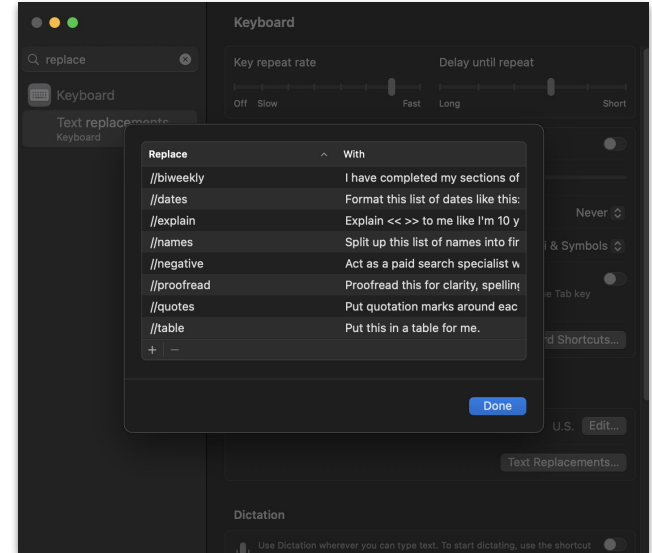 Keyboard
replace
Key repeat rate
Delay until repeat
Off Slow Fast Long Short
Keyboard
Text replacements
Keyboard
Replace With
//biweekly I have completed my sections of
//dates Format this list of dates like this:
//explain Explain << >> to me like I'm 10 y
//names Split up this list of names into fir
//negative Act as a paid search specialist w
//proofread Proofread this for clarity, spelling
//quotes Put quotation marks around eac
//table Put this in a table for me.
+ −
Done
Never
i & Symbols
e Tab key
rd Shortcuts...
U.S. Edit...
Text Replacements...
Dictation
Use Dictation wherever you can type text. To start dictating, use the shortcut